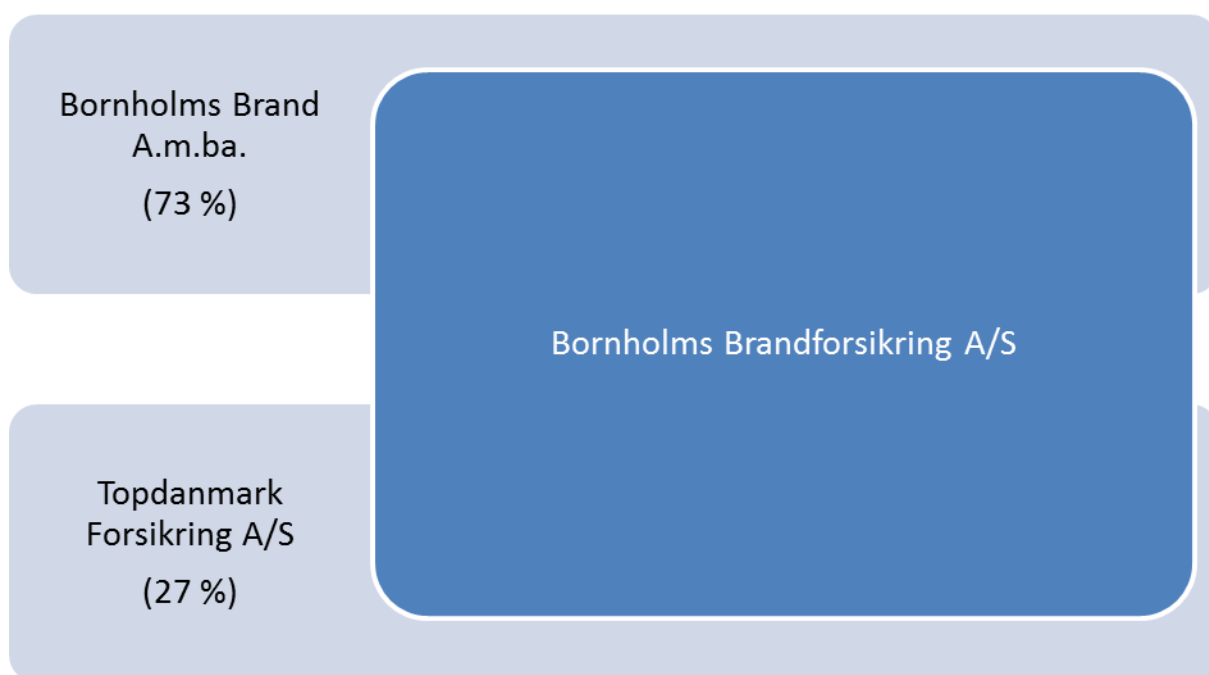 Bornholms Brand
A.m.ba.
(73 %)
Bornholms Brandforsikring A/S
Topdanmark
Forsikring A/S
(27 %)